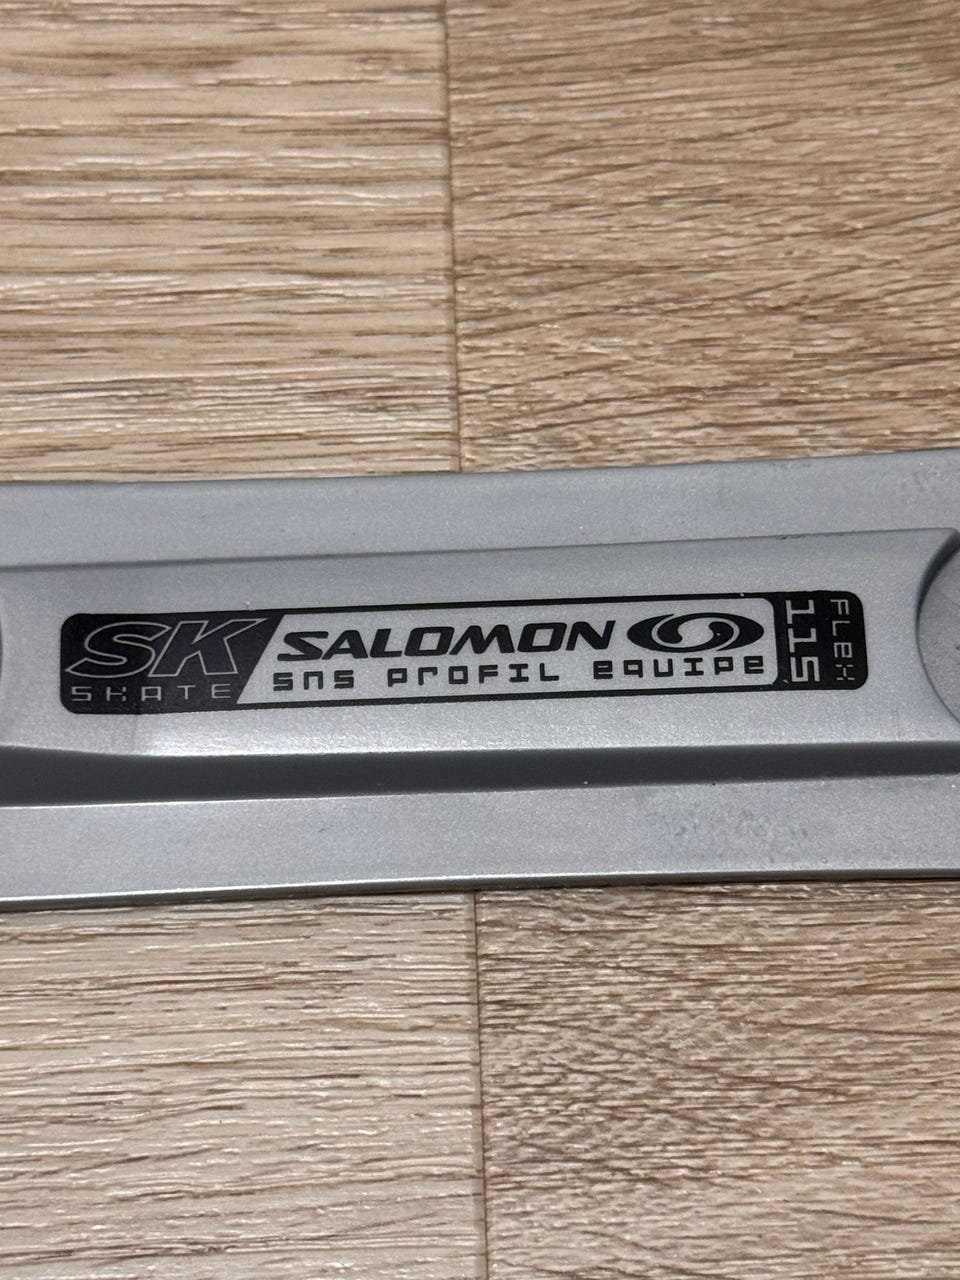 SK
SKATE
SALOMON
SNS PROFIL EQUIPE
FLEX
115